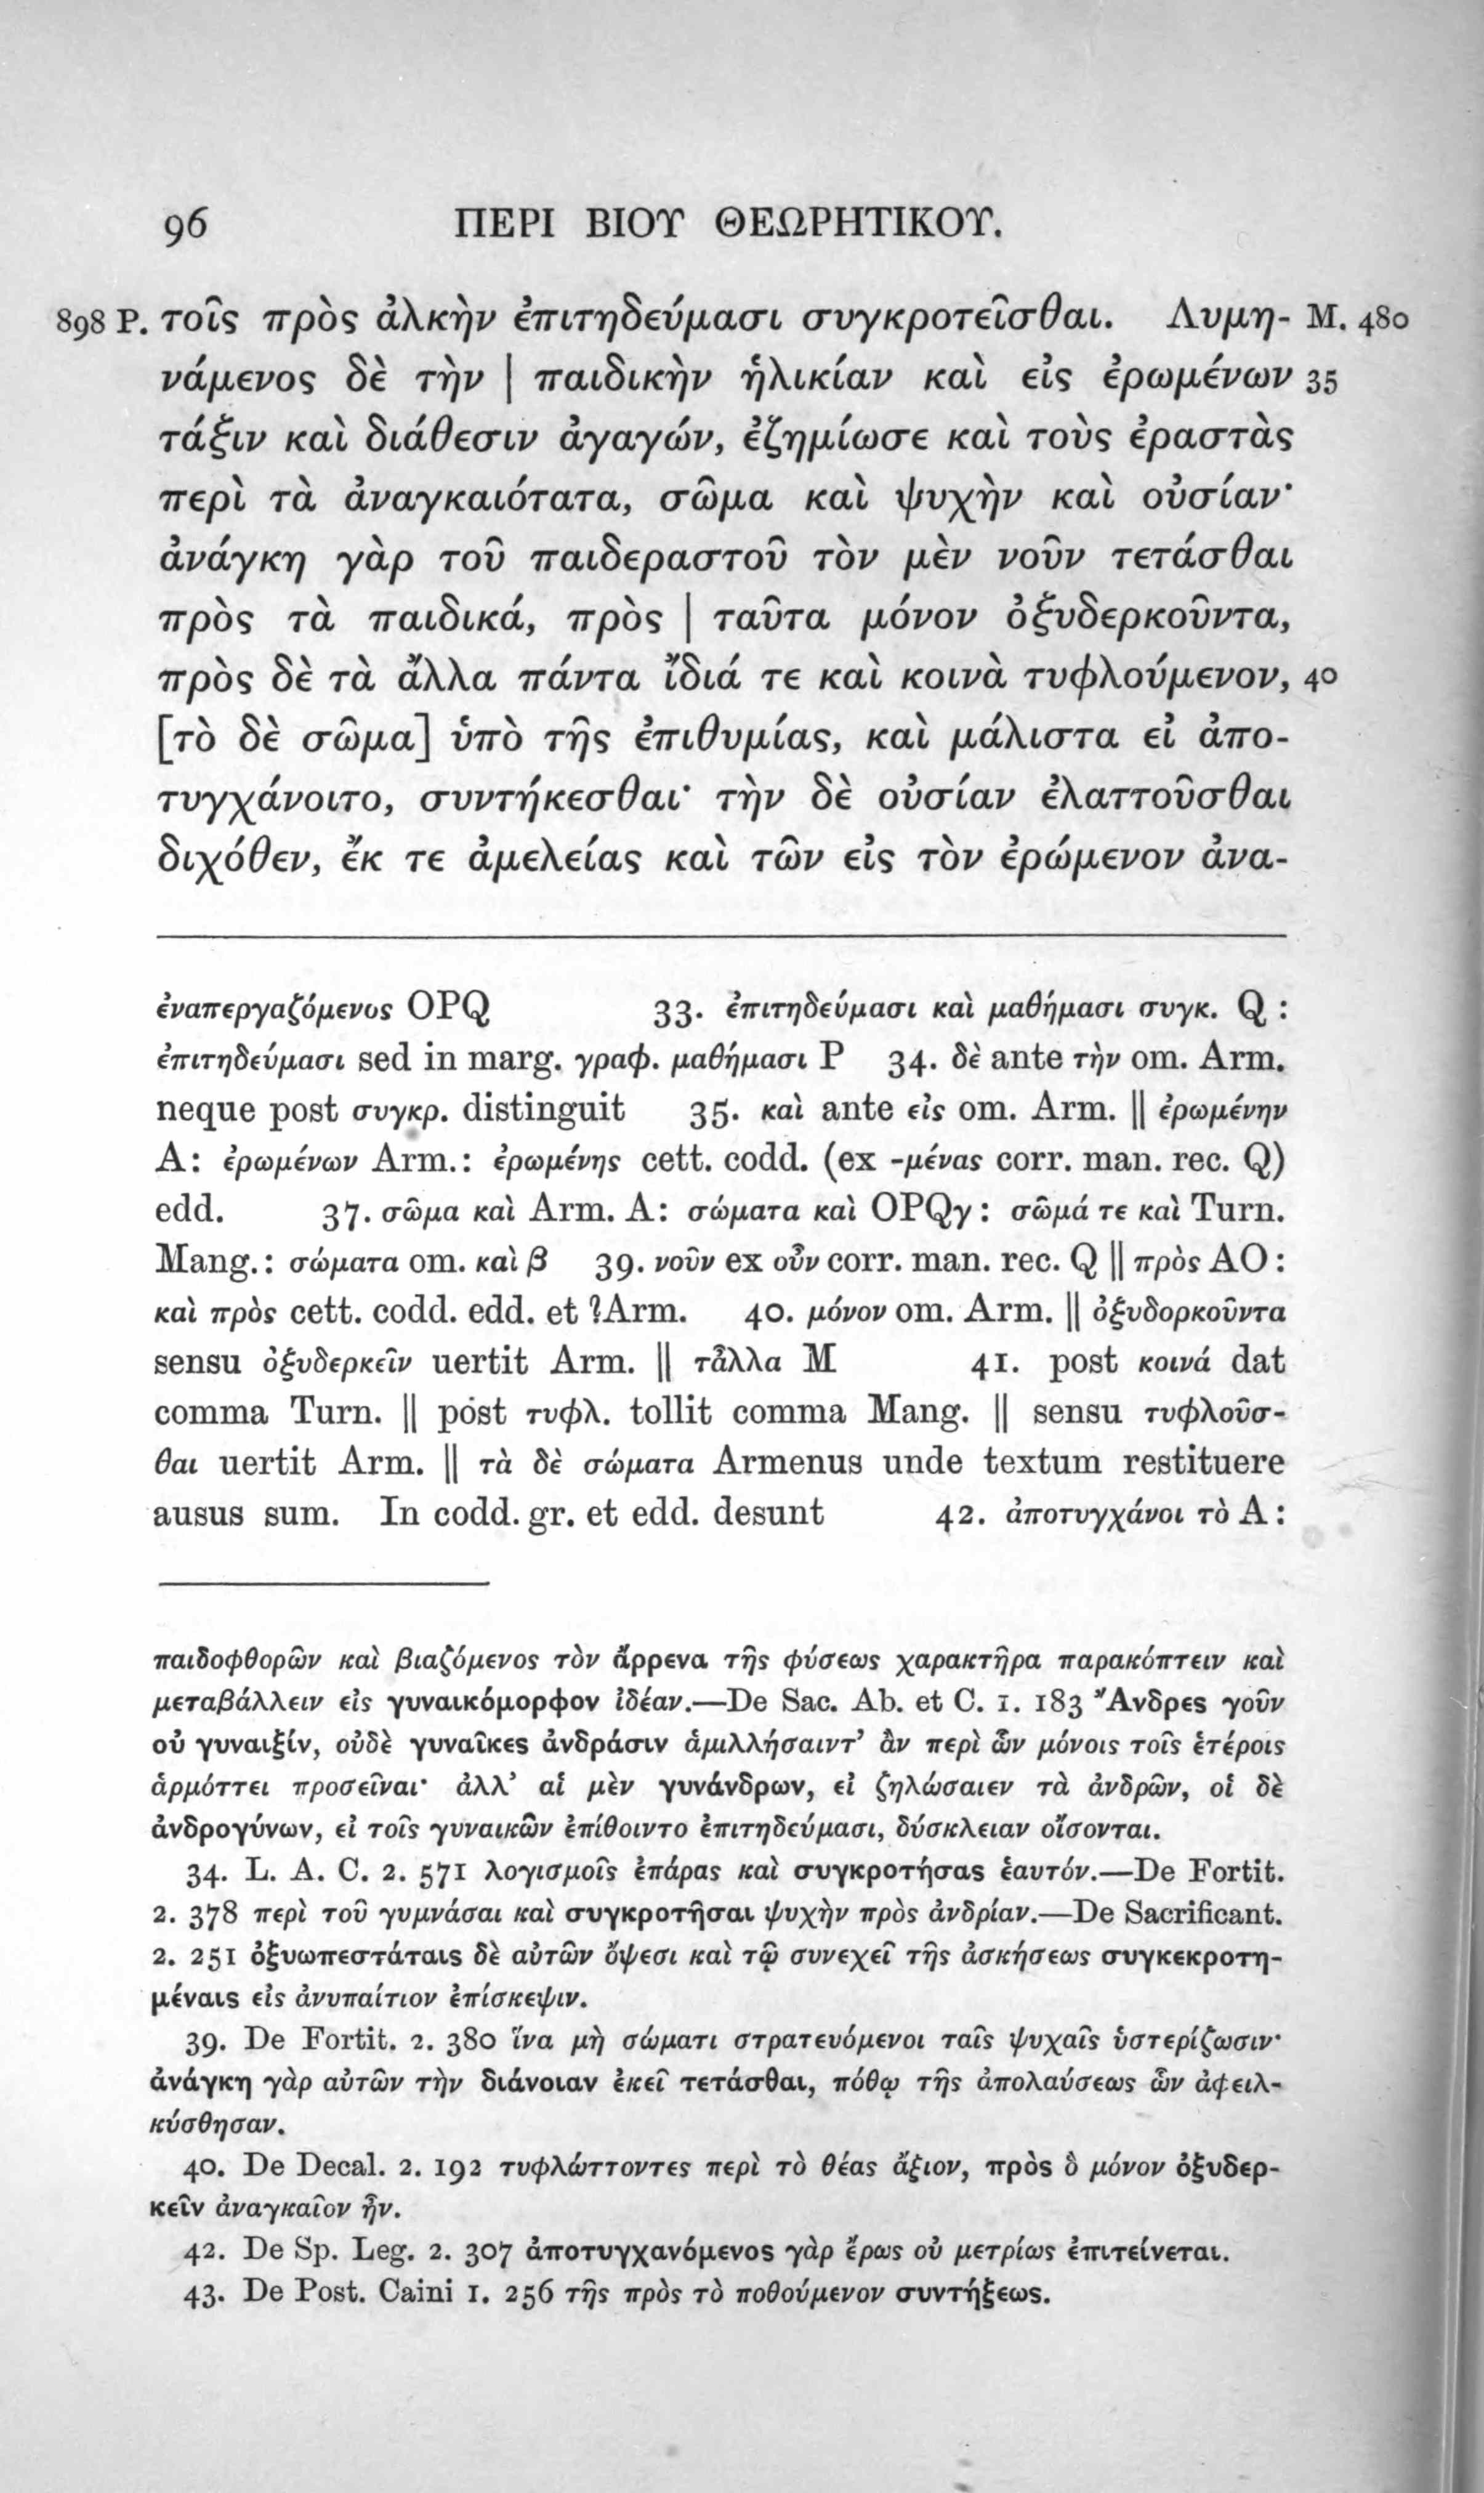 96 ΠΕΡΙ ΒΙΟΥ ΘΕΩΡΗΤΙΚΟΥ.
898 P. τοῖς πρὸς ἀλκὴν ἐπιτηδεύμασι συγκροτεῖσθαι. Λυμη- M. 480
νάμενος δὲ τὴν | παιδικὴν ἡλικίαν καὶ εἰς ἐρωμένων 35
τάξιν καὶ διάθεσιν ἀγαγών, ἐζημίωσε καὶ τοὺς ἐραστὰς
περὶ τὰ ἀναγκαιότατα, σῶμα καὶ ψυχὴν καὶ οὐσίαν·
ἀνάγκη γὰρ τοῦ παιδεραστοῦ τὸν μὲν νοῦν τετάσθαι
πρὸς τὰ παιδικά, πρὸς | ταῦτα μόνον ὀξυδερκοῦντα,
πρὸς δὲ τὰ ἄλλα πάντα ἴδιά τε καὶ κοινὰ τυφλούμενον, 40
[τὸ δὲ σῶμα] ὑπὸ τῆς ἐπιθυμίας, καὶ μάλιστα εἰ ἀπο-
τυγχάνοιτο, συντήκεσθαι· τὴν δὲ οὐσίαν ἐλαττοῦσθαι
διχόθεν, ἔκ τε ἀμελείας καὶ τῶν εἰς τὸν ἐρώμενον ἀνα-
ἐναπεργαζόμενος OPQ 33. ἐπιτηδεύμασι καὶ μαθήμασι συγκ. Q :
ἐπιτηδεύμασι sed in marg. γραφ. μαθήμασι P 34. δὲ ante τὴν om. Arm.
neque post συγκρ. distinguit 35. καὶ ante εἰς om. Arm. || ἐρωμένην
A: ἐρωμένων Arm.: ἐρωμένης cett. codd. (ex -μένας corr. man. rec. Q)
edd. 37. σῶμα καὶ Arm. A: σώματα καὶ OPQγ: σῶμά τε καὶ Turn.
Mang.: σώματα om. καὶ β 39. νοῦν ex οὖν corr. man. rec. Q || πρὸς AO:
καὶ πρὸς cett. codd. edd. et ?Arm. 40. μόνον om. Arm. || ὀξυδορκοῦντα
sensu ὀξυδερκεῖν uertit Arm. || τἆλλα M 41. post κοινά dat
comma Turn. || post τυφλ. tollit comma Mang. || sensu τυφλοῦσ-
θαι uertit Arm. || τὰ δὲ σώματα Armenus unde textum restituere
ausus sum. In codd. gr. et edd. desunt 42. ἀποτυγχάνοι τὸ A:
παιδοφθορῶν καὶ βιαζόμενος τὸν ἄρρενα τῆς φύσεως χαρακτῆρα παρακόπτειν καὶ
μεταβάλλειν εἰς γυναικόμορφον ἰδέαν.—De Sac. Ab. et C. 1. 183 Ἄνδρες γοῦν
οὐ γυναιξίν, οὐδὲ γυναῖκες ἀνδράσιν ἁμιλλήσαιντ' ἂν περὶ ὧν μόνοις τοῖς ἑτέροις
ἁρμόττει προσεῖναι· ἀλλ' αἱ μὲν γυνάνδρων, εἰ ζηλώσαιεν τὰ ἀνδρῶν, οἱ δὲ
ἀνδρογύνων, εἰ τοῖς γυναικῶν ἐπίθοιντο ἐπιτηδεύμασι, δύσκλειαν οἴσονται.
34. L. A. C. 2. 571 λογισμοῖς ἐπάρας καὶ συγκροτήσας ἑαυτόν.—De Fortit.
2. 378 περὶ τοῦ γυμνάσαι καὶ συγκροτῆσαι ψυχὴν πρὸς ἀνδρίαν.—De Sacrificant.
2. 251 ὀξυωπεστάταις δὲ αὐτῶν ὄψεσι καὶ τῷ συνεχεῖ τῆς ἀσκήσεως συγκεκροτη-
μέναις εἰς ἀνυπαίτιον ἐπίσκεψιν.
39. De Fortit. 2. 380 ἵνα μὴ σώματι στρατευόμενοι ταῖς ψυχαῖς ὑστερίζωσιν·
ἀνάγκη γὰρ αὐτῶν τὴν διάνοιαν ἐκεῖ τετάσθαι, πόθῳ τῆς ἀπολαύσεως ὧν ἀφειλ-
κύσθησαν.
40. De Decal. 2. 192 τυφλώττοντες περὶ τὸ θέας ἄξιον, πρὸς ὃ μόνον ὀξυδερ-
κεῖν ἀναγκαῖον ἦν.
42. De Sp. Leg. 2. 307 ἀποτυγχανόμενος γὰρ ἔρως οὐ μετρίως ἐπιτείνεται.
43. De Post. Caini 1. 256 τῆς πρὸς τὸ ποθούμενον συντήξεως.